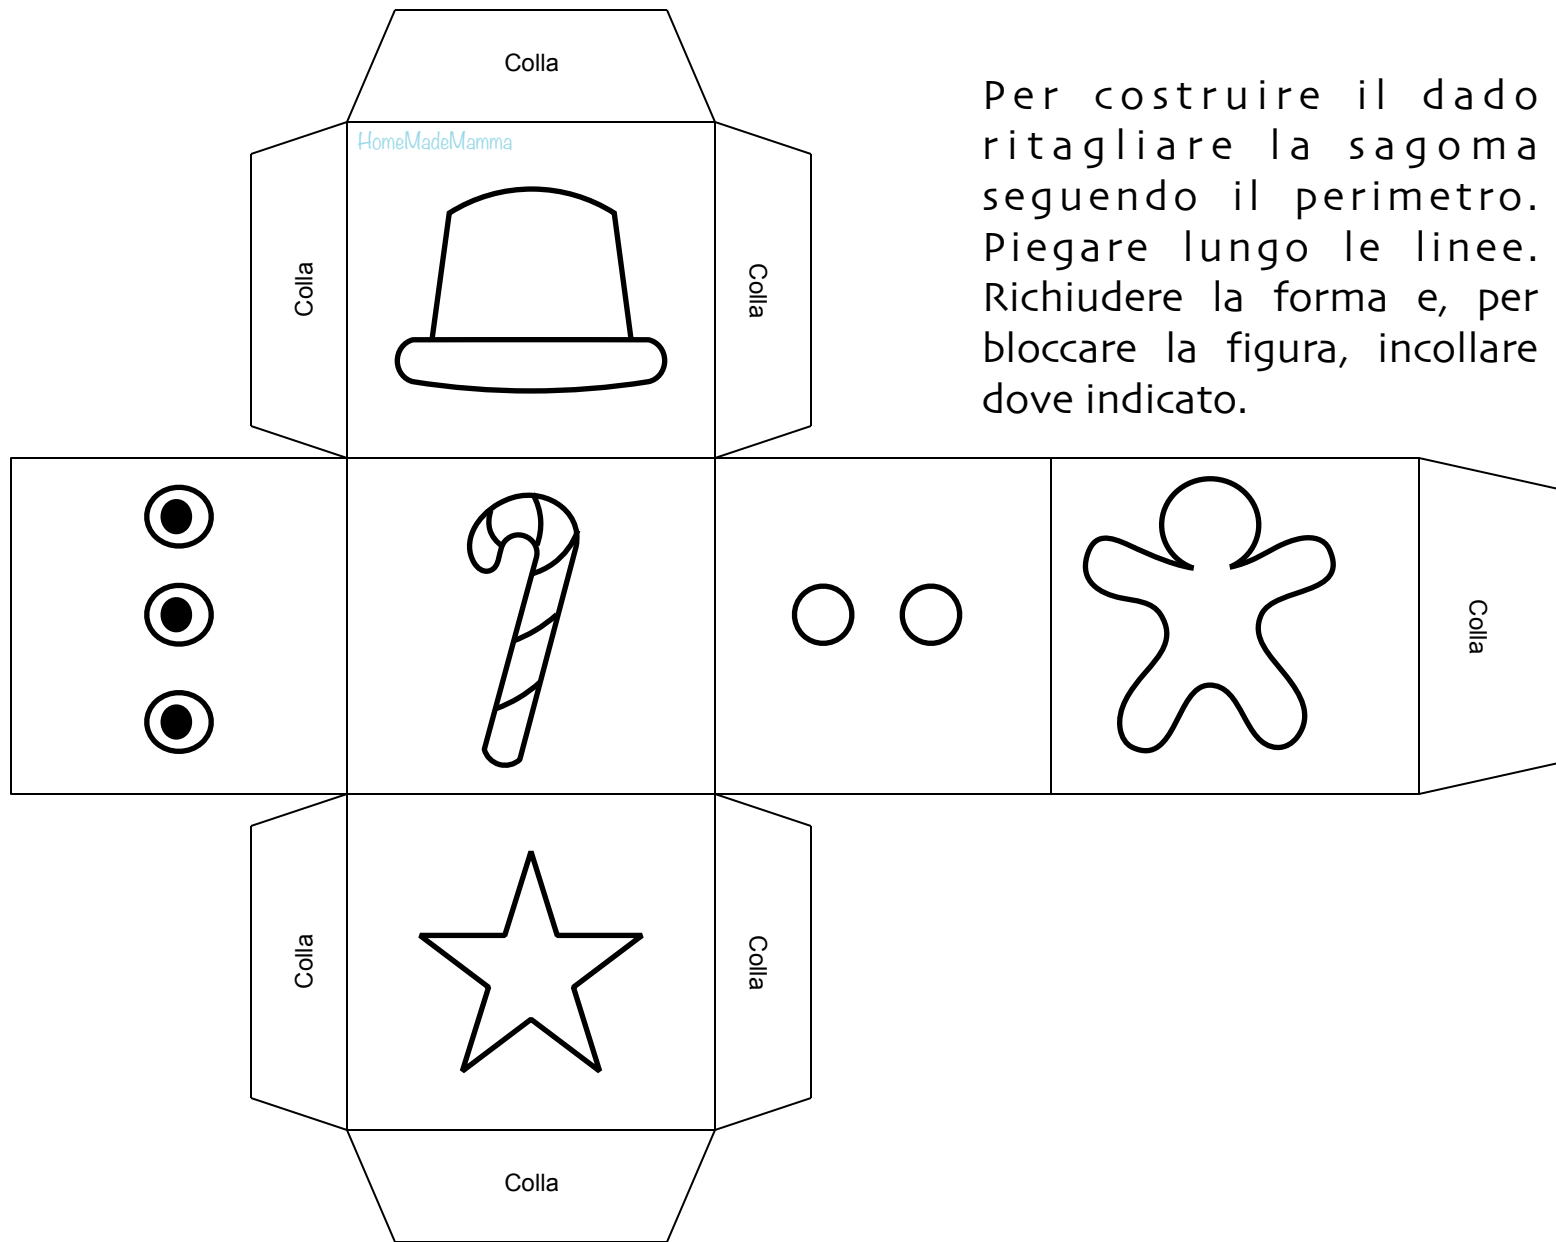 Colla
HomeMadeMamma
Colla
Colla
Per costruire il dado
ritagliare la sagoma
seguendo il perimetro.
Piegare lungo le linee.
Richiudere la forma e, per
bloccare la figura, incollare
dove indicato.
Colla
Colla
Colla
Colla